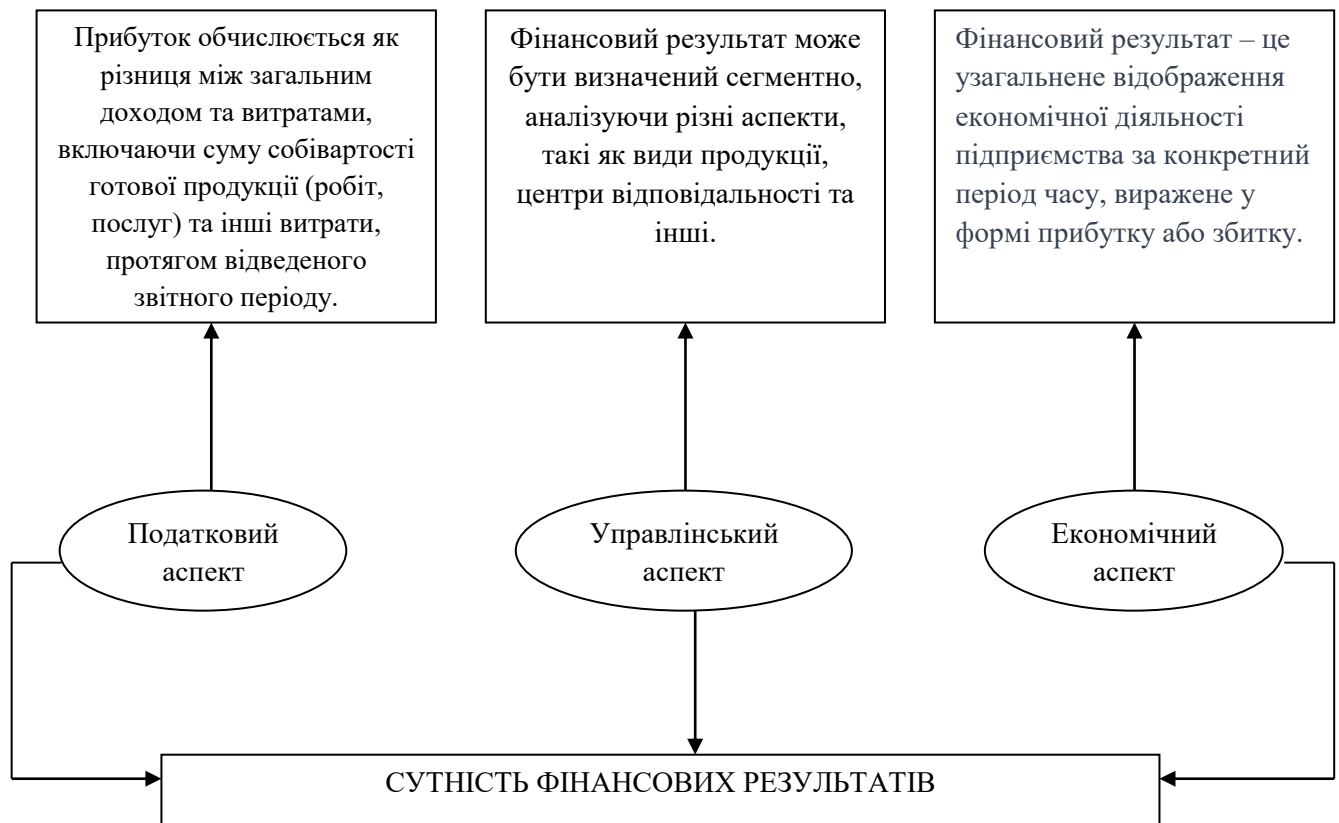 Прибуток обчислюється як
різниця між загальним
доходом та витратами,
включаючи суму собівартості
готової продукції (робіт,
послуг) та інші витрати,
протягом відведеного
звітного періоду.
Фінансовий результат може
бути визначений сегментно,
аналізуючи різні аспекти,
такі як види продукції,
центри відповідальності та
інші.
Фінансовий результат – це
узагальнене відображення
економічної діяльності
підприємства за конкретний
період часу, виражене у
формі прибутку або збитку.
Податковий
аспект
Управлінський
аспект
Економічний
аспект
СУТНІСТЬ ФІНАНСОВИХ РЕЗУЛЬТАТІВ